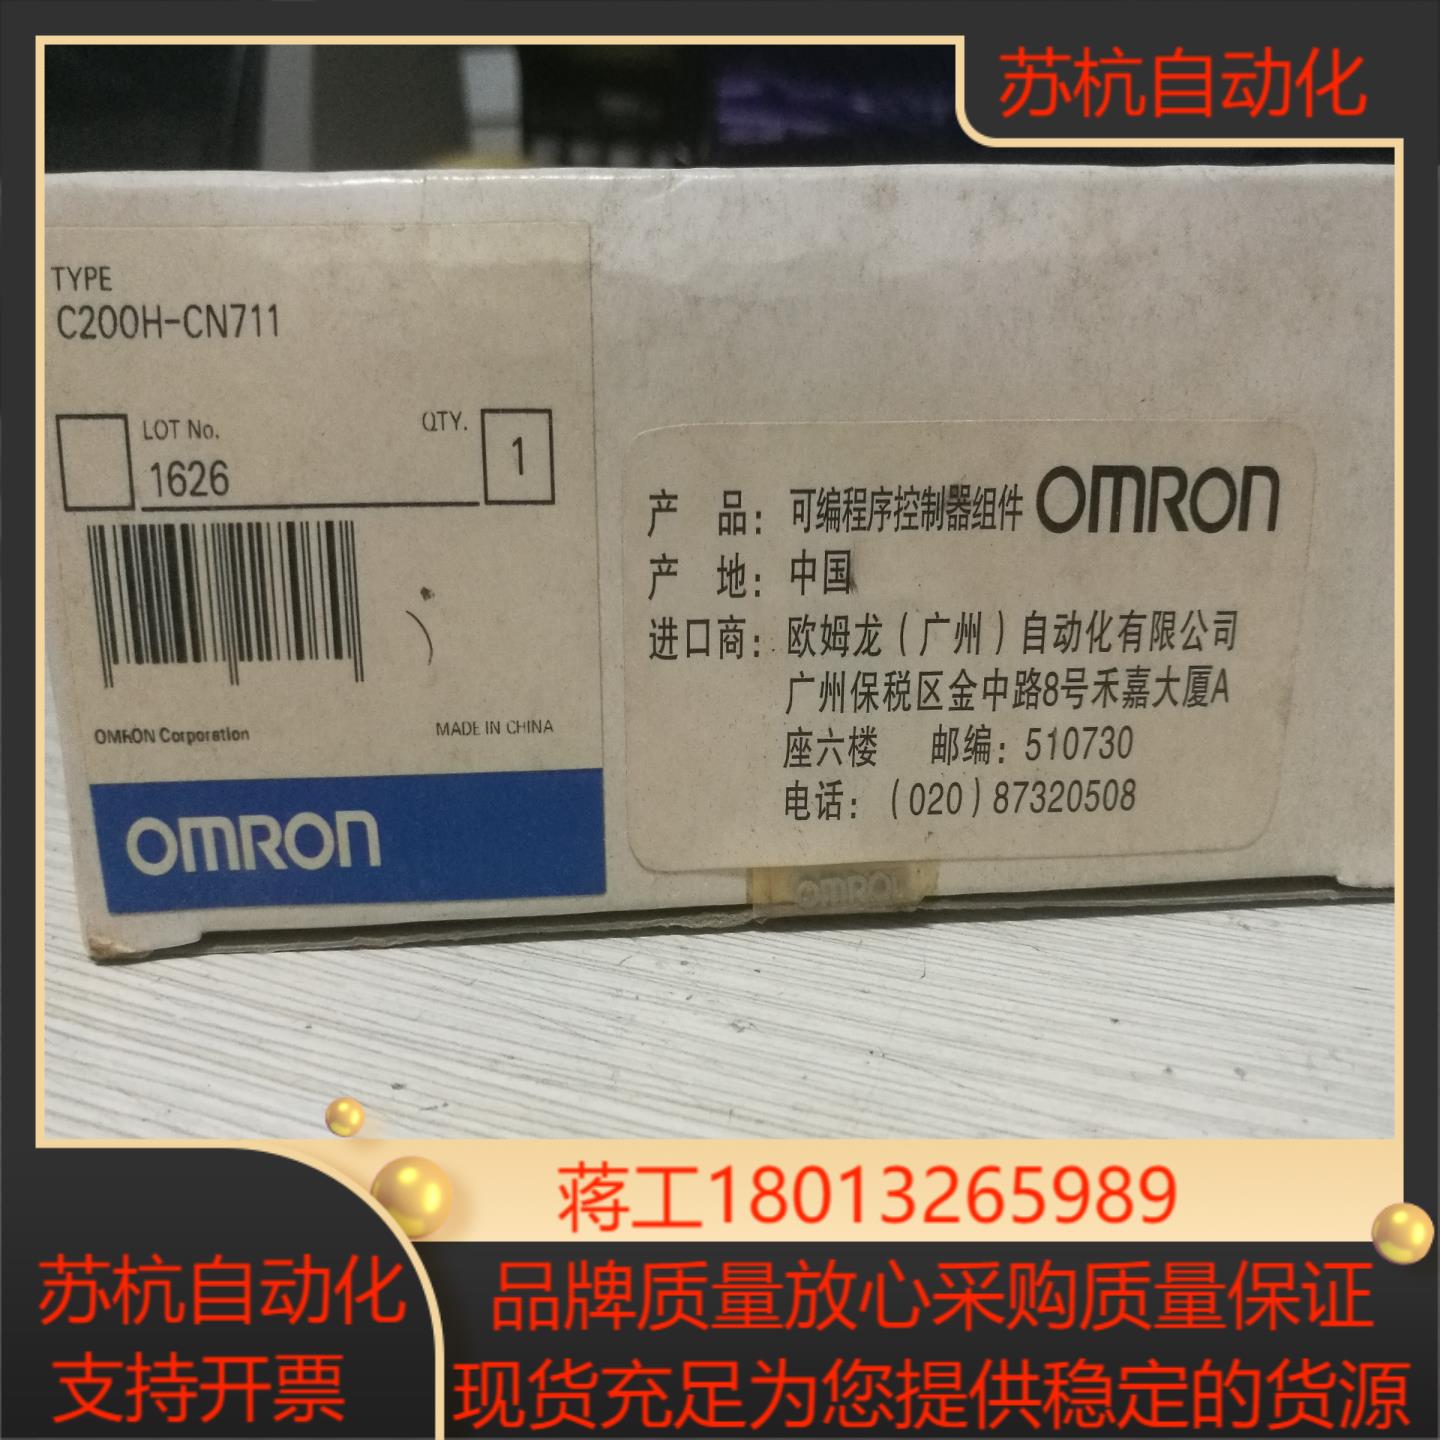 苏杭自动化
TYPE
C200H-CN711
LOT No.
1626
QTY.
1
OMRON Corporation
MADE IN CHINA
OMRON
产 品：可编程序控制器组件 OMRON
产 地：中国
进口商：欧姆龙（广州）自动化有限公司
广州保税区金中路8号禾嘉大厦A
座六楼 邮编：510730
电话：（020）87320508
OMRON
蒋工18013265989
苏杭自动化
支持开票
品牌质量放心采购质量保证
现货充足为您提供稳定的货源